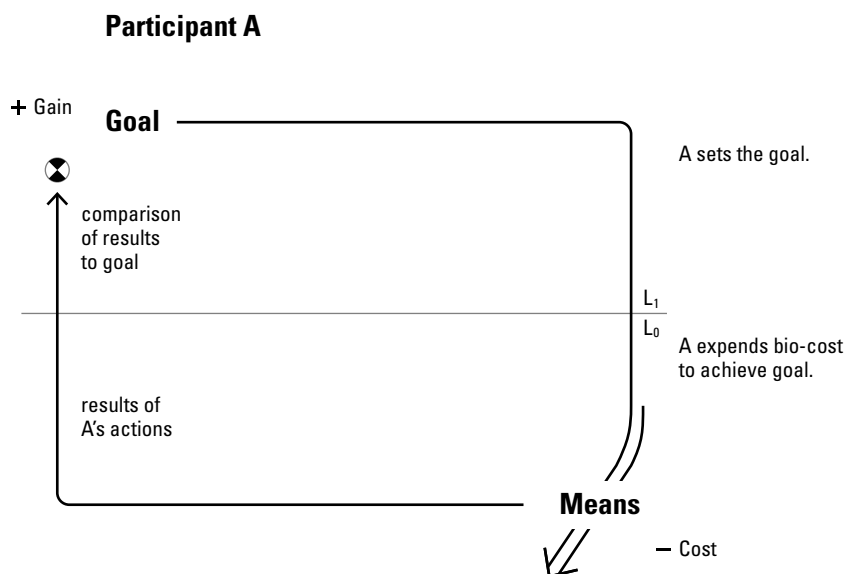 Participant A
+ Gain
Goal
A sets the goal.
comparison
of results
to goal
L₁
L₀
A expends bio-cost
to achieve goal.
results of
A's actions
Means
– Cost